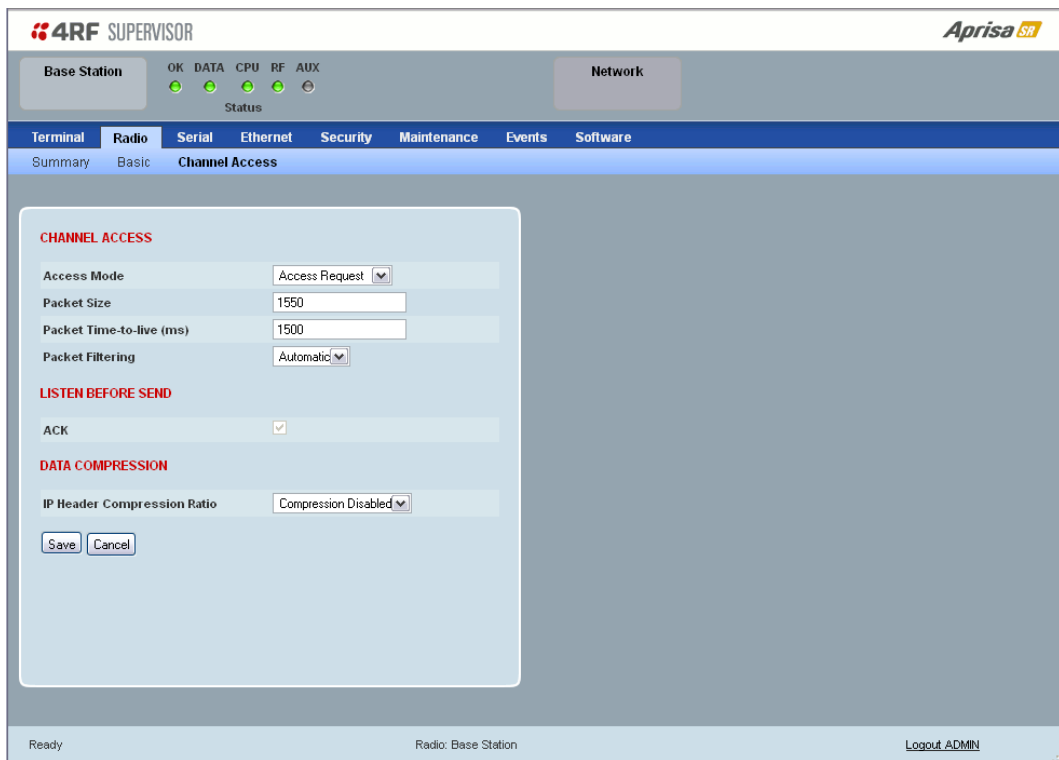 4RF SUPERVISOR
Aprisa SR
Base Station
OK DATA CPU RF AUX
Status
Network
Terminal Radio Serial Ethernet Security Maintenance Events Software
Summary Basic Channel Access
CHANNEL ACCESS
Access Mode Access Request
Packet Size 1550
Packet Time-to-live (ms) 1500
Packet Filtering Automatic
LISTEN BEFORE SEND
ACK
DATA COMPRESSION
IP Header Compression Ratio Compression Disabled
Save Cancel
Ready Radio: Base Station Logout ADMIN